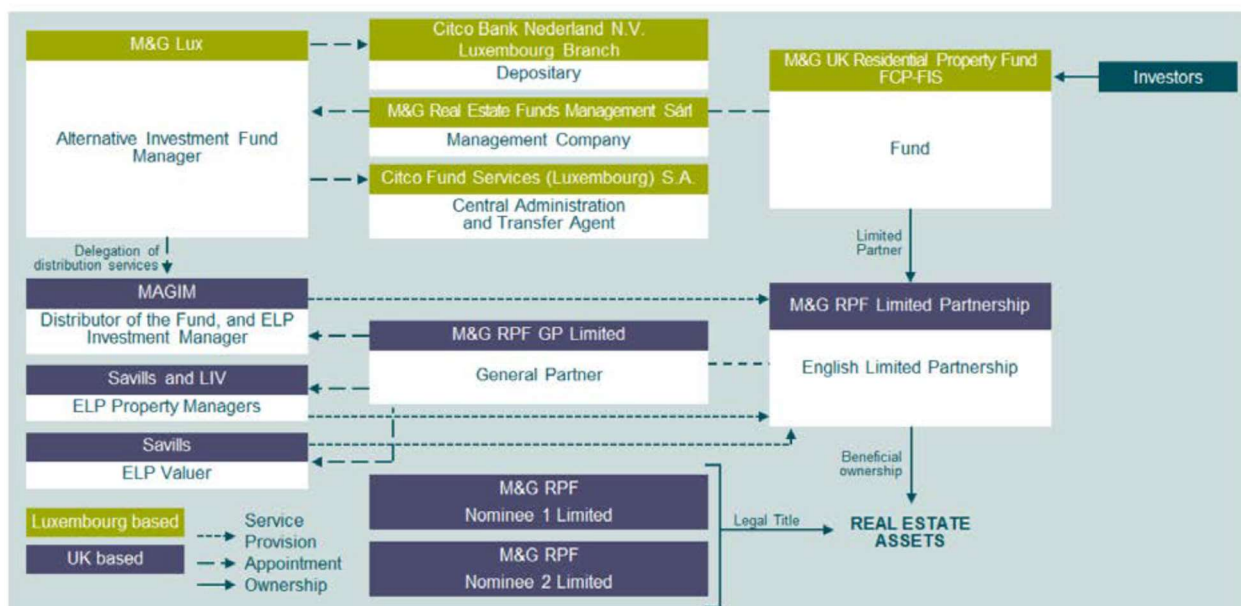 M&G Lux
Alternative Investment Fund
Manager
Citco Bank Nederland N.V.
Luxembourg Branch
Depositary
M&G Real Estate Funds Management Sárl
Management Company
Citco Fund Services (Luxembourg) S.A.
Central Administration
and Transfer Agent
M&G UK Residential Property Fund
FCP-FIS
Fund
Investors
Delegation of
distribution services
Limited
Partner
MAGIM
Distributor of the Fund, and ELP
Investment Manager
M&G RPF GP Limited
General Partner
M&G RPF Limited Partnership
English Limited Partnership
Savills and LIV
ELP Property Managers
Savills
ELP Valuer
Beneficial
ownership
M&G RPF
Nominee 1 Limited
M&G RPF
Nominee 2 Limited
Legal Title
REAL ESTATE
ASSETS
Luxembourg based
UK based
Service
Provision
Appointment
Ownership